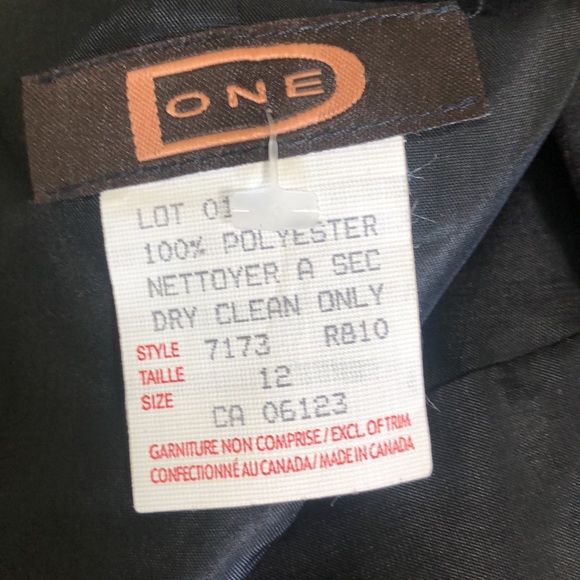 ONE
LOT 01
100% POLYESTER
NETTOYER A SEC
DRY CLEAN ONLY
STYLE 7173 R810
TAILLE
SIZE 12
CA 06123
GARNITURE NON COMPRISE/EXCL. OF TRIM
CONFECTIONNÉ AU CANADA/MADE IN CANADA